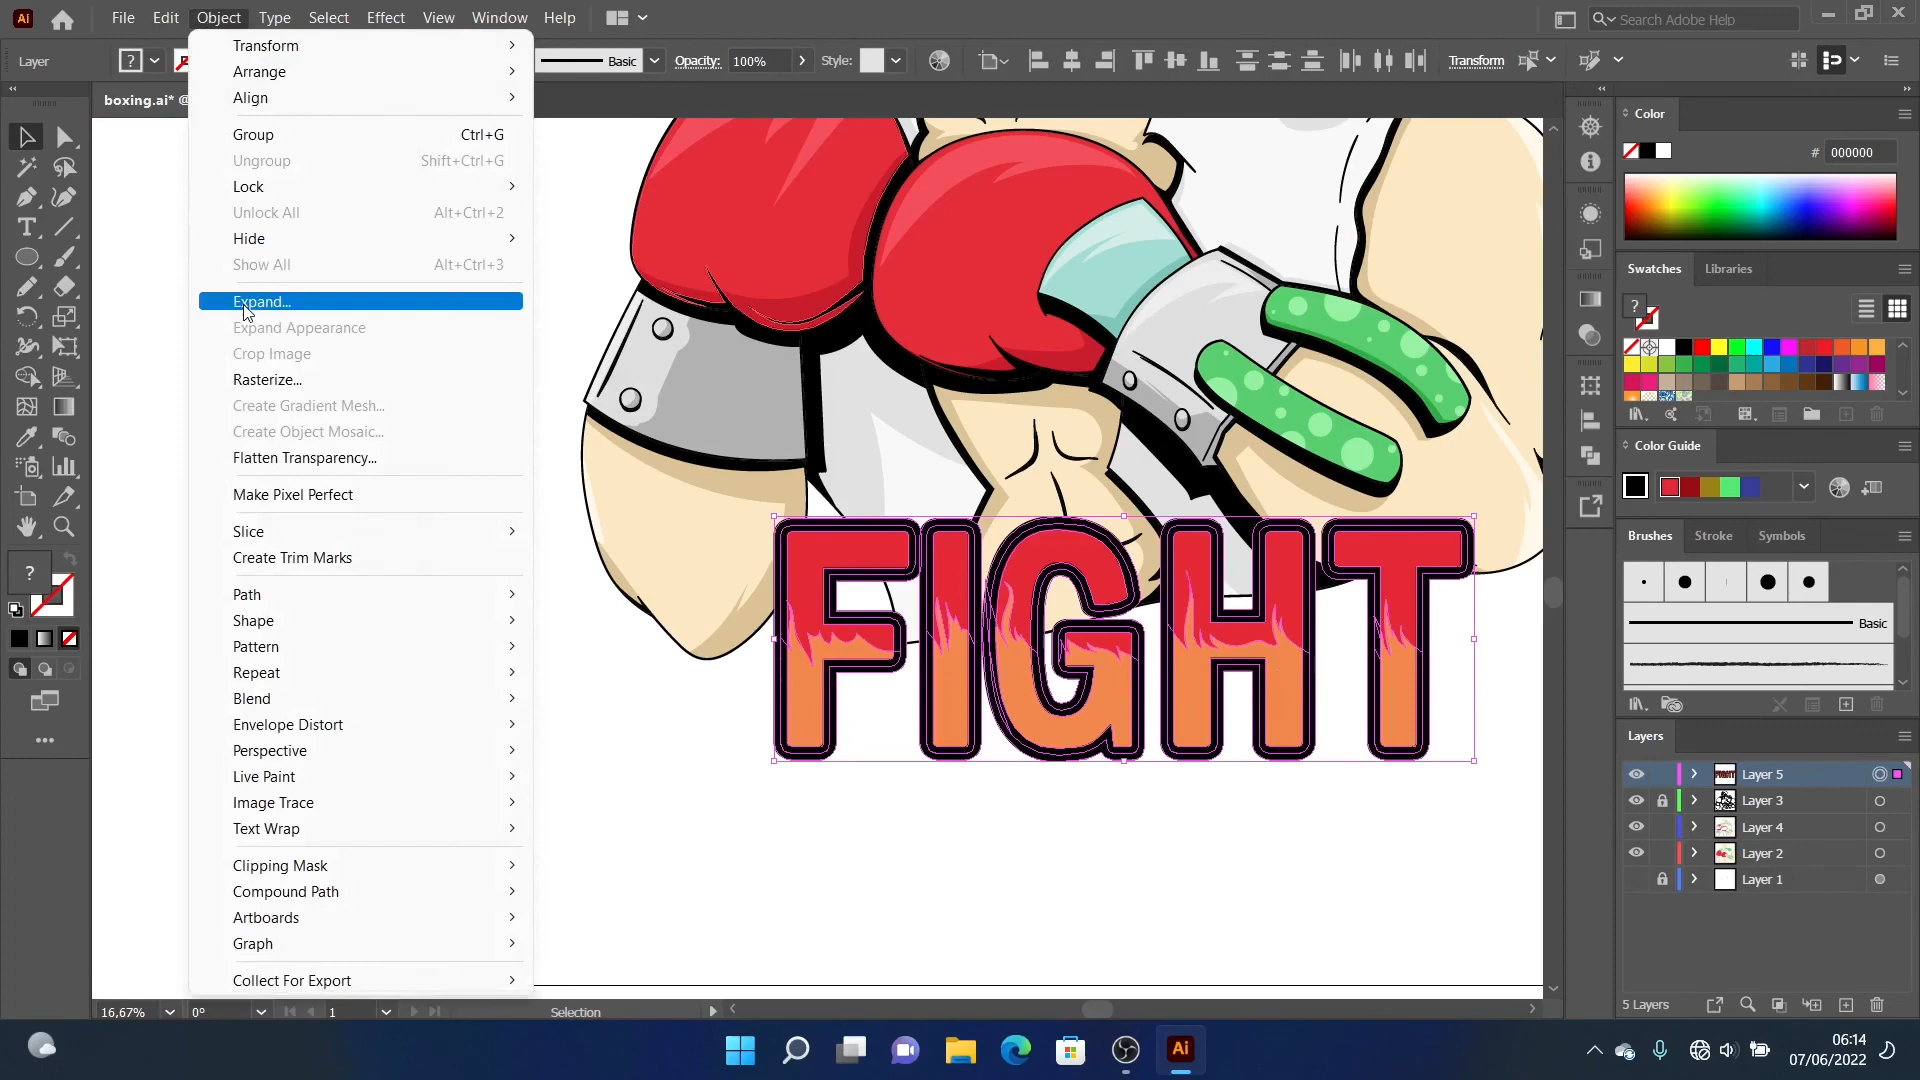 Ai File Edit Object Type Select Effect View Window Help Search Adobe Help
Layer ? Basic Opacity: 100% Style: Transform
boxing.ai* @
Transform
Arrange
Align
Group Ctrl+G
Ungroup Shift+Ctrl+G
Lock
Unlock All Alt+Ctrl+2
Hide
Show All Alt+Ctrl+3
Expand...
Expand Appearance
Crop Image
Rasterize...
Create Gradient Mesh...
Create Object Mosaic...
Flatten Transparency...
Make Pixel Perfect
Slice
Create Trim Marks
Path
Shape
Pattern
Repeat
Blend
Envelope Distort
Perspective
Live Paint
Image Trace
Text Wrap
Clipping Mask
Compound Path
Artboards
Graph
Collect For Export
?
FIGHT
Color
# 000000
Swatches Libraries
?
Color Guide
Brushes Stroke Symbols
Basic
Layers
FIGHT Layer 5
Layer 3
Layer 4
Layer 2
Layer 1
5 Layers
16,67% 0° 1 Selection
Ai
06:14
07/06/2022